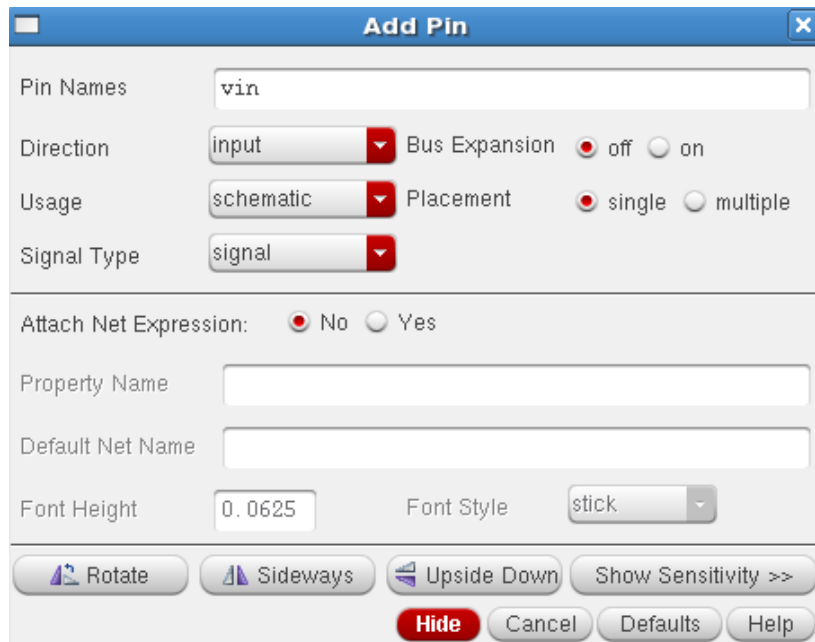 Add Pin
Pin Names vin
Direction input Bus Expansion off on
Usage schematic Placement single multiple
Signal Type signal
Attach Net Expression: No Yes
Property Name
Default Net Name
Font Height 0.0625 Font Style stick
Rotate Sideways Upside Down Show Sensitivity >>
Hide Cancel Defaults Help